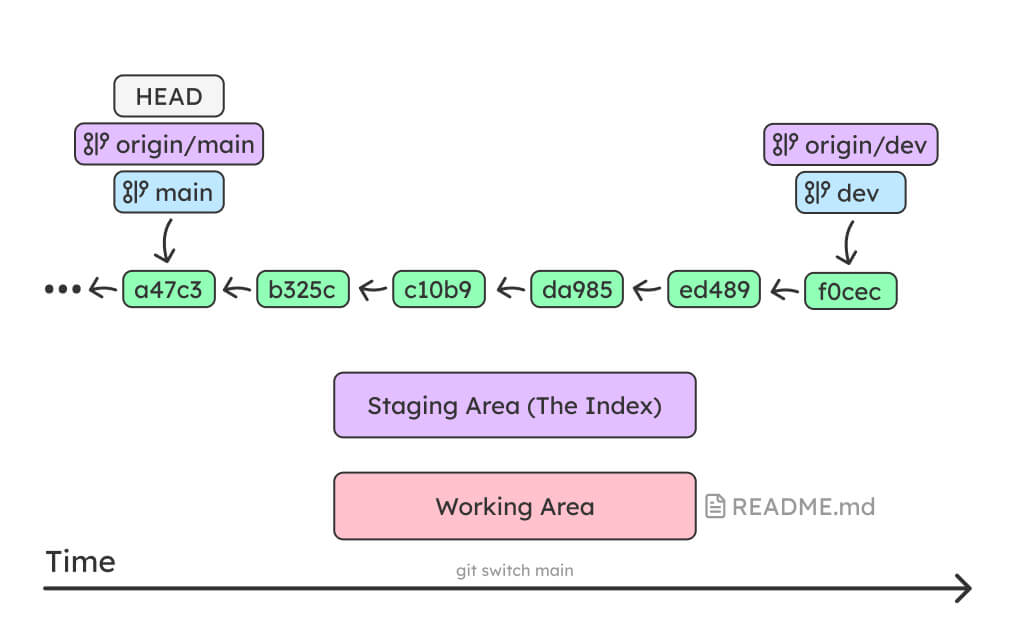 HEAD
origin/main
origin/dev
main
dev
a47c3
b325c
c10b9
da985
ed489
f0cec
Staging Area (The Index)
Working Area
README.md
Time
git switch main